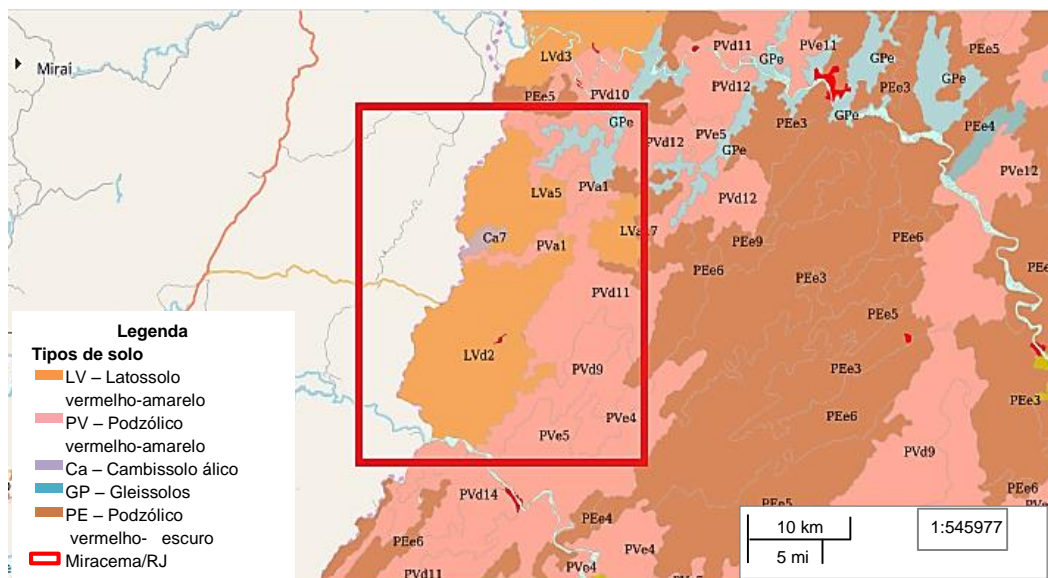 PVd11
PVe11
GPe
GPe
PEe5
LVd3
GPe
Mirai
PEe5
PVd10
PVd12
PEe3
GPe
GPe
PVd12
PVe5
PEe3
PEe4
GPe
LVa5
PVa1
PVd12
PVe12
Ca7
PVa1
PEe9
PEe6
PEe6
PEe3
PVd11
PEe5
LVd2
PVd9
PEe3
PEe3
PVe4
PEe6
PVe5
PVd9
PVd14
PEe5
PEe6
PEe4
PEe6
PVe4
PVd11
PVe4
Legenda
Tipos de solo
LV – Latossolo
vermelho-amarelo
PV – Podzólico
vermelho-amarelo
Ca – Cambissolo álico
GP – Gleissolos
PE – Podzólico
vermelho- escuro
Miracema/RJ
10 km
5 mi
1:545977